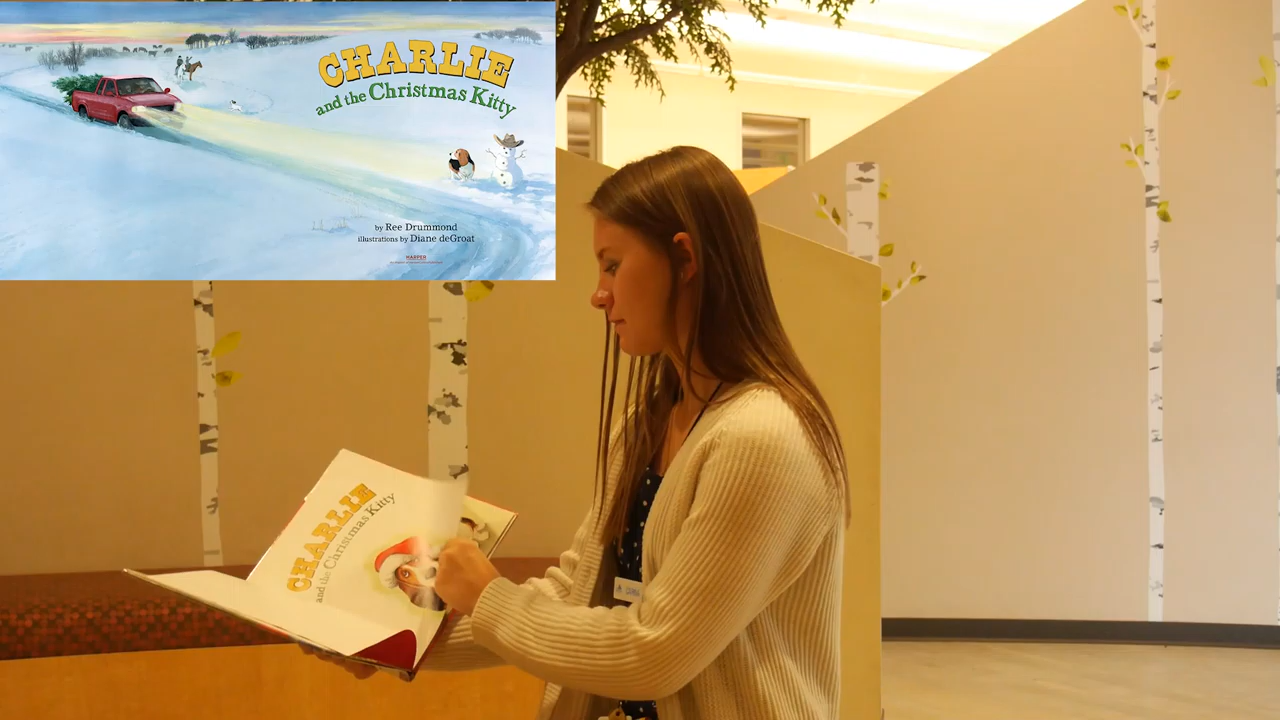 CHARLIE
and the Christmas Kitty
by Ree Drummond
illustrations by Diane deGroat
HARPER
CHARLIE
and the Christmas Kitty